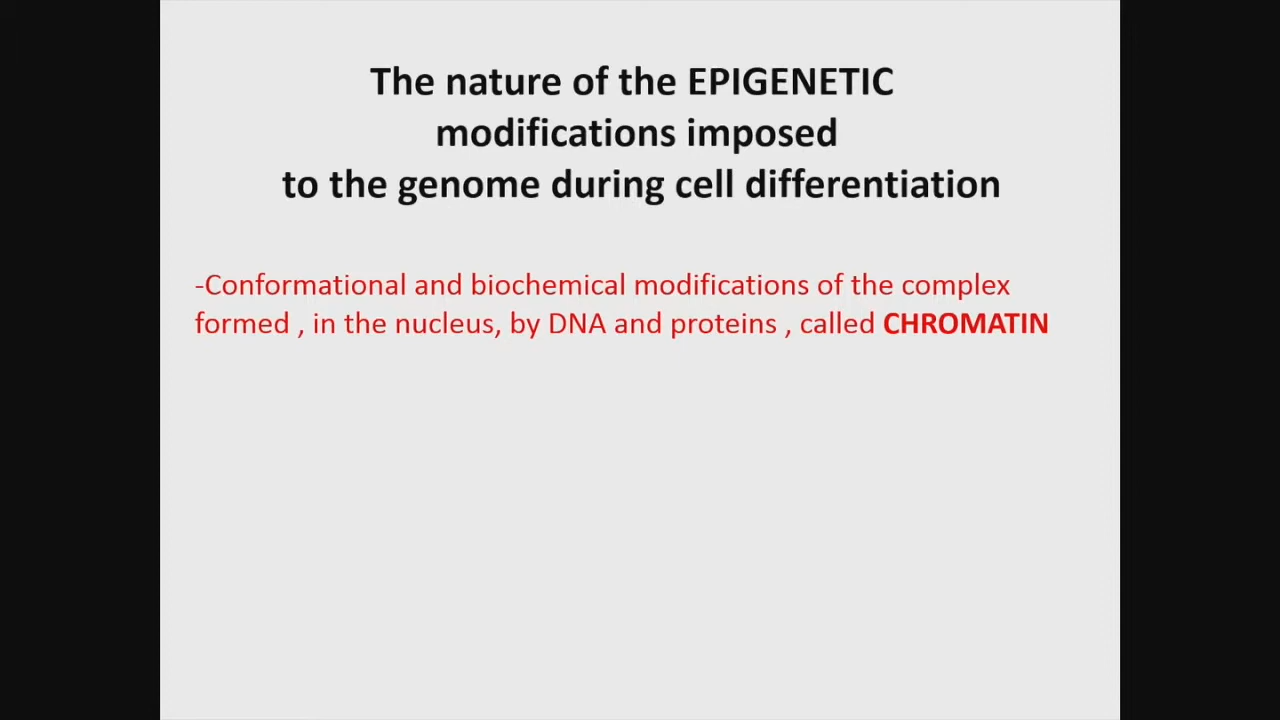 The nature of the EPIGENETIC
modifications imposed
to the genome during cell differentiation
-Conformational and biochemical modifications of the complex
formed , in the nucleus, by DNA and proteins , called CHROMATIN